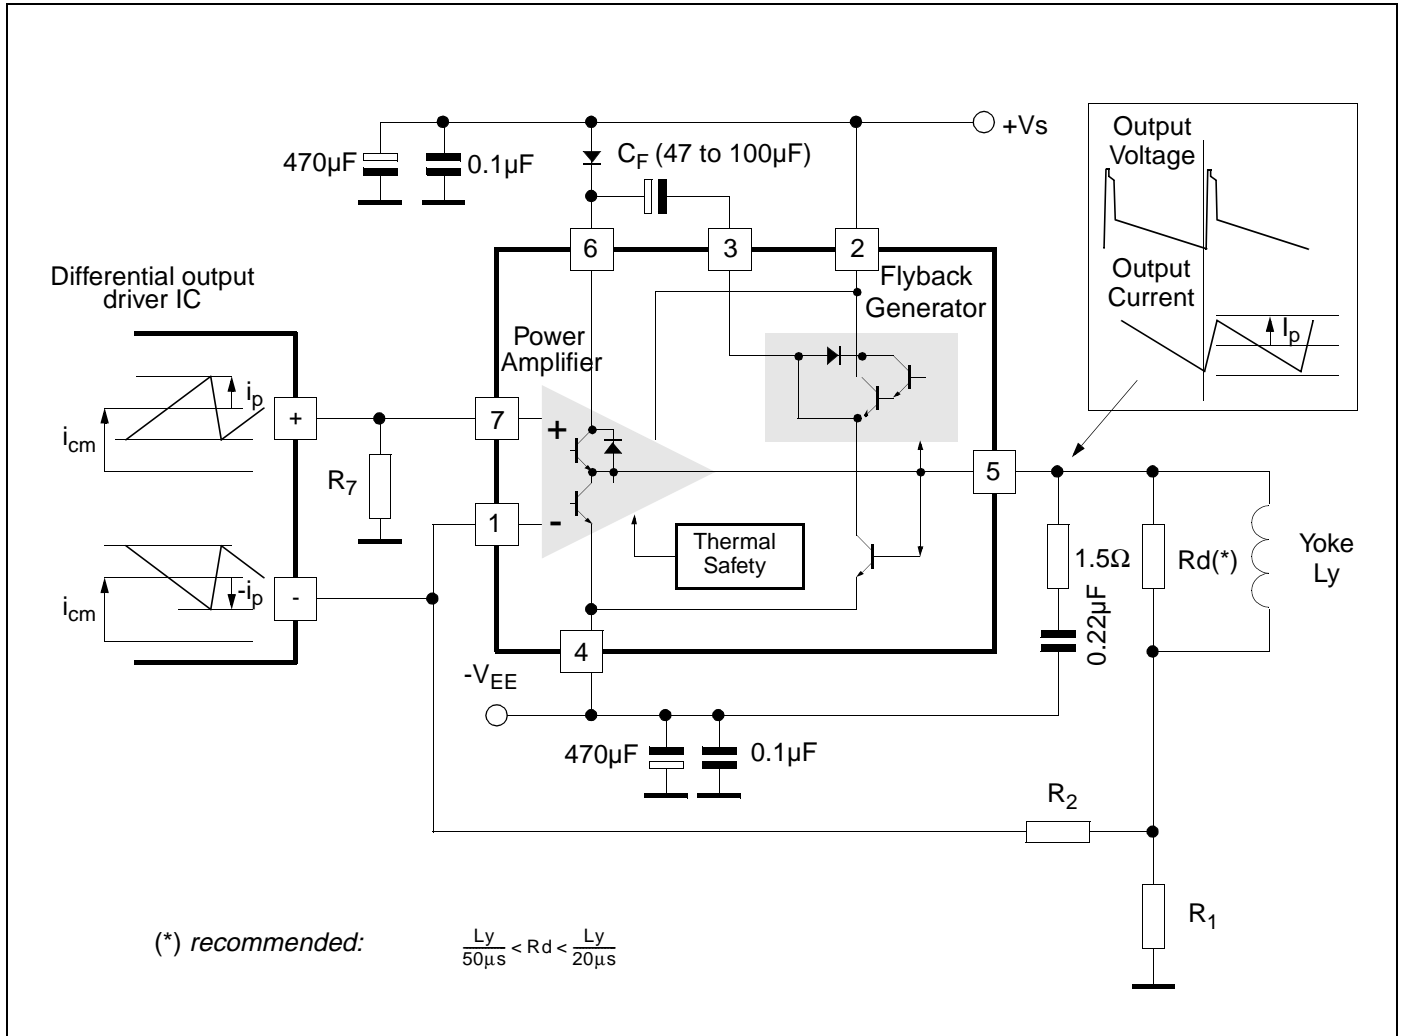 +Vs
470µF
0.1µF
CF (47 to 100µF)
Output
Voltage
6
3
2
Differential output
driver IC
Flyback
Generator
Output
Current
Power
Amplifier
Ip
ip
+
7
+
icm
R7
5
1
-
Thermal
Safety
1.5Ω
Rd(*)
Yoke
Ly
-ip
-
icm
0.22µF
4
-VEE
470µF
0.1µF
R2
R1
(*) recommended:
Ly/50µs < Rd < Ly/20µs